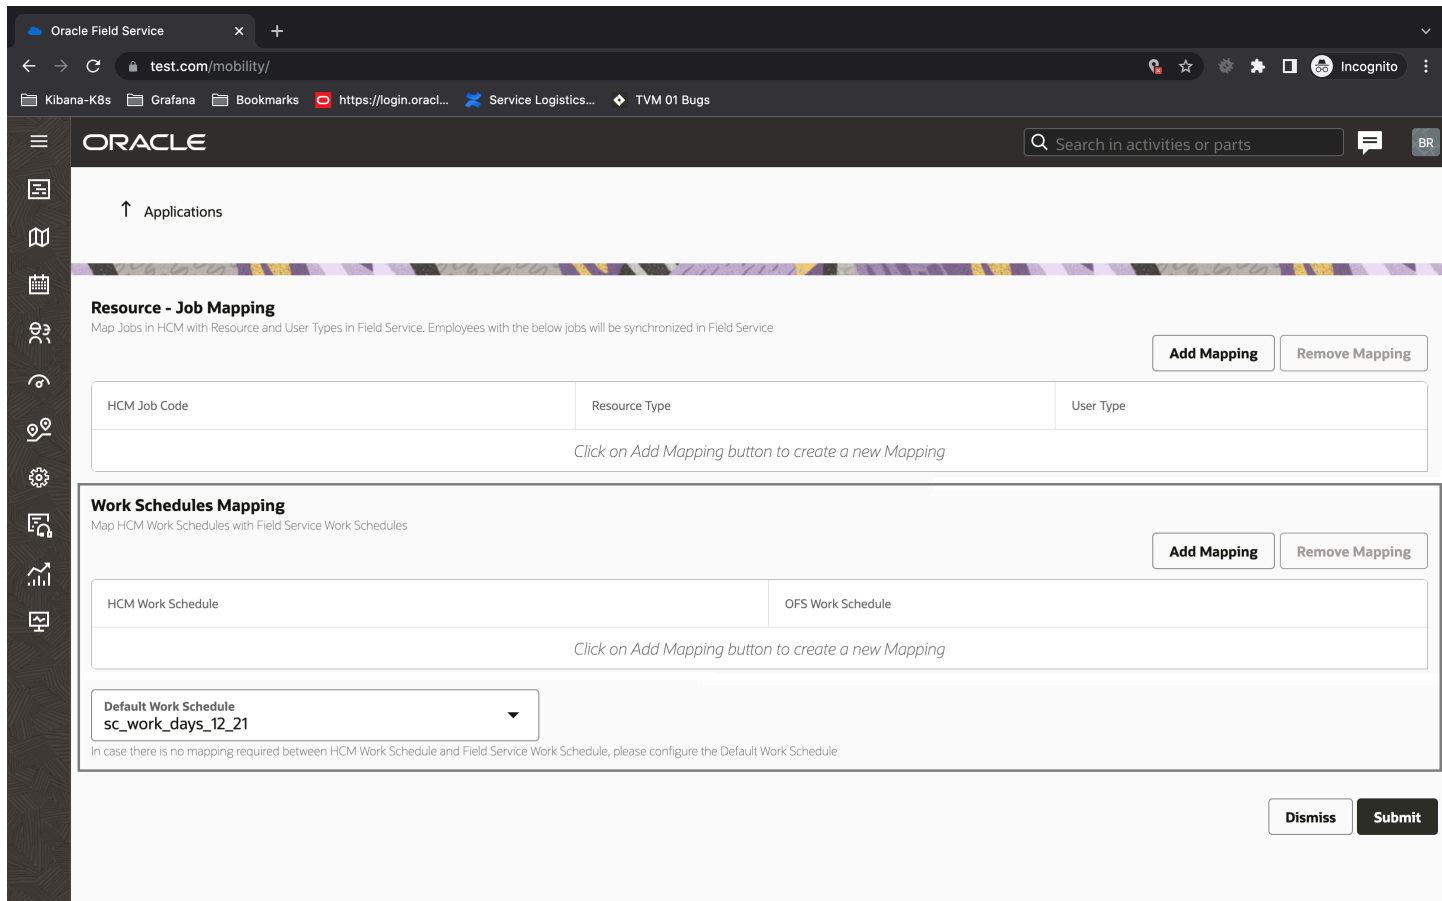 Oracle Field Service
test.com/mobility/
Incognito
Kibana-K8s Grafana Bookmarks https://login.oracl... Service Logistics... TVM 01 Bugs
ORACLE
Search in activities or parts
BR
Applications
Resource - Job Mapping
Map Jobs in HCM with Resource and User Types in Field Service. Employees with the below jobs will be synchronized in Field Service
Add Mapping Remove Mapping
HCM Job Code Resource Type User Type
Click on Add Mapping button to create a new Mapping
Work Schedules Mapping
Map HCM Work Schedules with Field Service Work Schedules
Add Mapping Remove Mapping
HCM Work Schedule OFS Work Schedule
Click on Add Mapping button to create a new Mapping
Default Work Schedule
sc_work_days_12_21
In case there is no mapping required between HCM Work Schedule and Field Service Work Schedule, please configure the Default Work Schedule
Dismiss Submit